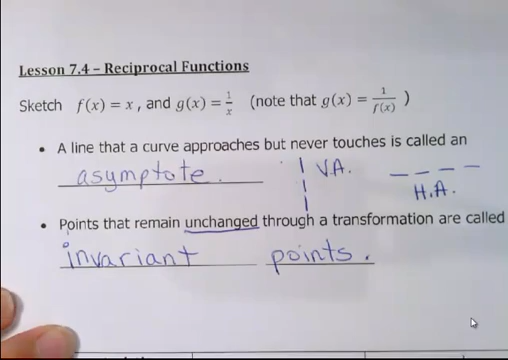 Lesson 7.4 – Reciprocal Functions
Sketch f(x) = x, and g(x) = 1/x (note that g(x) = 1/f(x) )
• A line that a curve approaches but never touches is called an
asymptote. V.A. H.A.
• Points that remain unchanged through a transformation are called
invariant points.